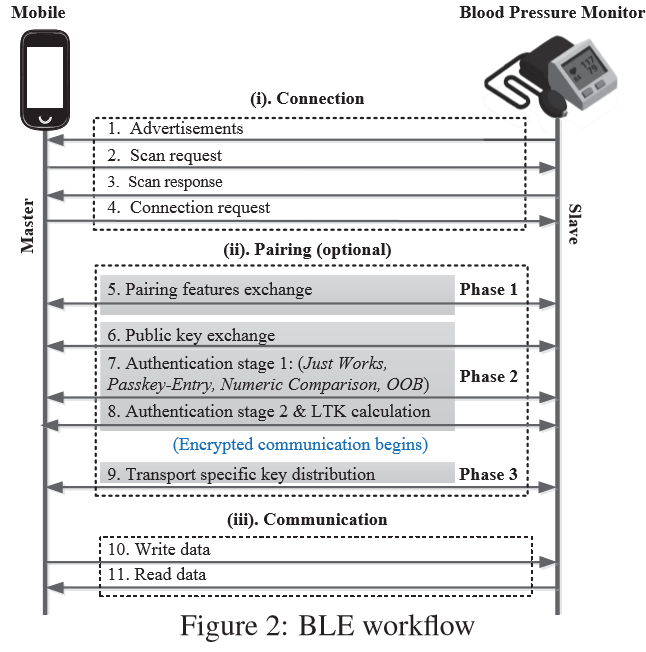 Mobile
Blood Pressure Monitor
(i). Connection
1. Advertisements
2. Scan request
3. Scan response
4. Connection request
Master
Slave
(ii). Pairing (optional)
5. Pairing features exchange
Phase 1
6. Public key exchange
7. Authentication stage 1: (Just Works,
Passkey-Entry, Numeric Comparison, OOB)
Phase 2
8. Authentication stage 2 & LTK calculation
(Encrypted communication begins)
9. Transport specific key distribution
Phase 3
(iii). Communication
10. Write data
11. Read data
Figure 2: BLE workflow